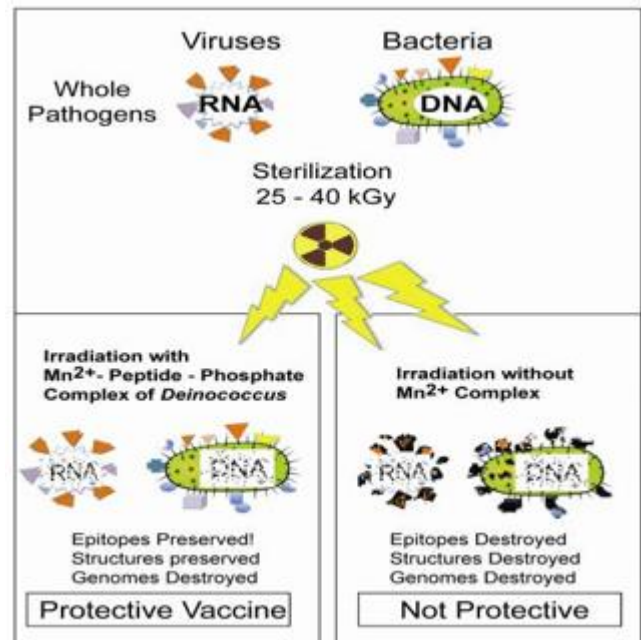 Viruses
Bacteria
Whole
Pathogens
RNA
DNA
Sterilization
25 - 40 kGy
Irradiation with
Mn2+- Peptide - Phosphate
Complex of Deinococcus
RNA
DNA
Epitopes Preserved!
Structures preserved
Genomes Destroyed
Protective Vaccine
Irradiation without
Mn2+ Complex
RNA
DNA
Epitopes Destroyed
Structures Destroyed
Genomes Destroyed
Not Protective